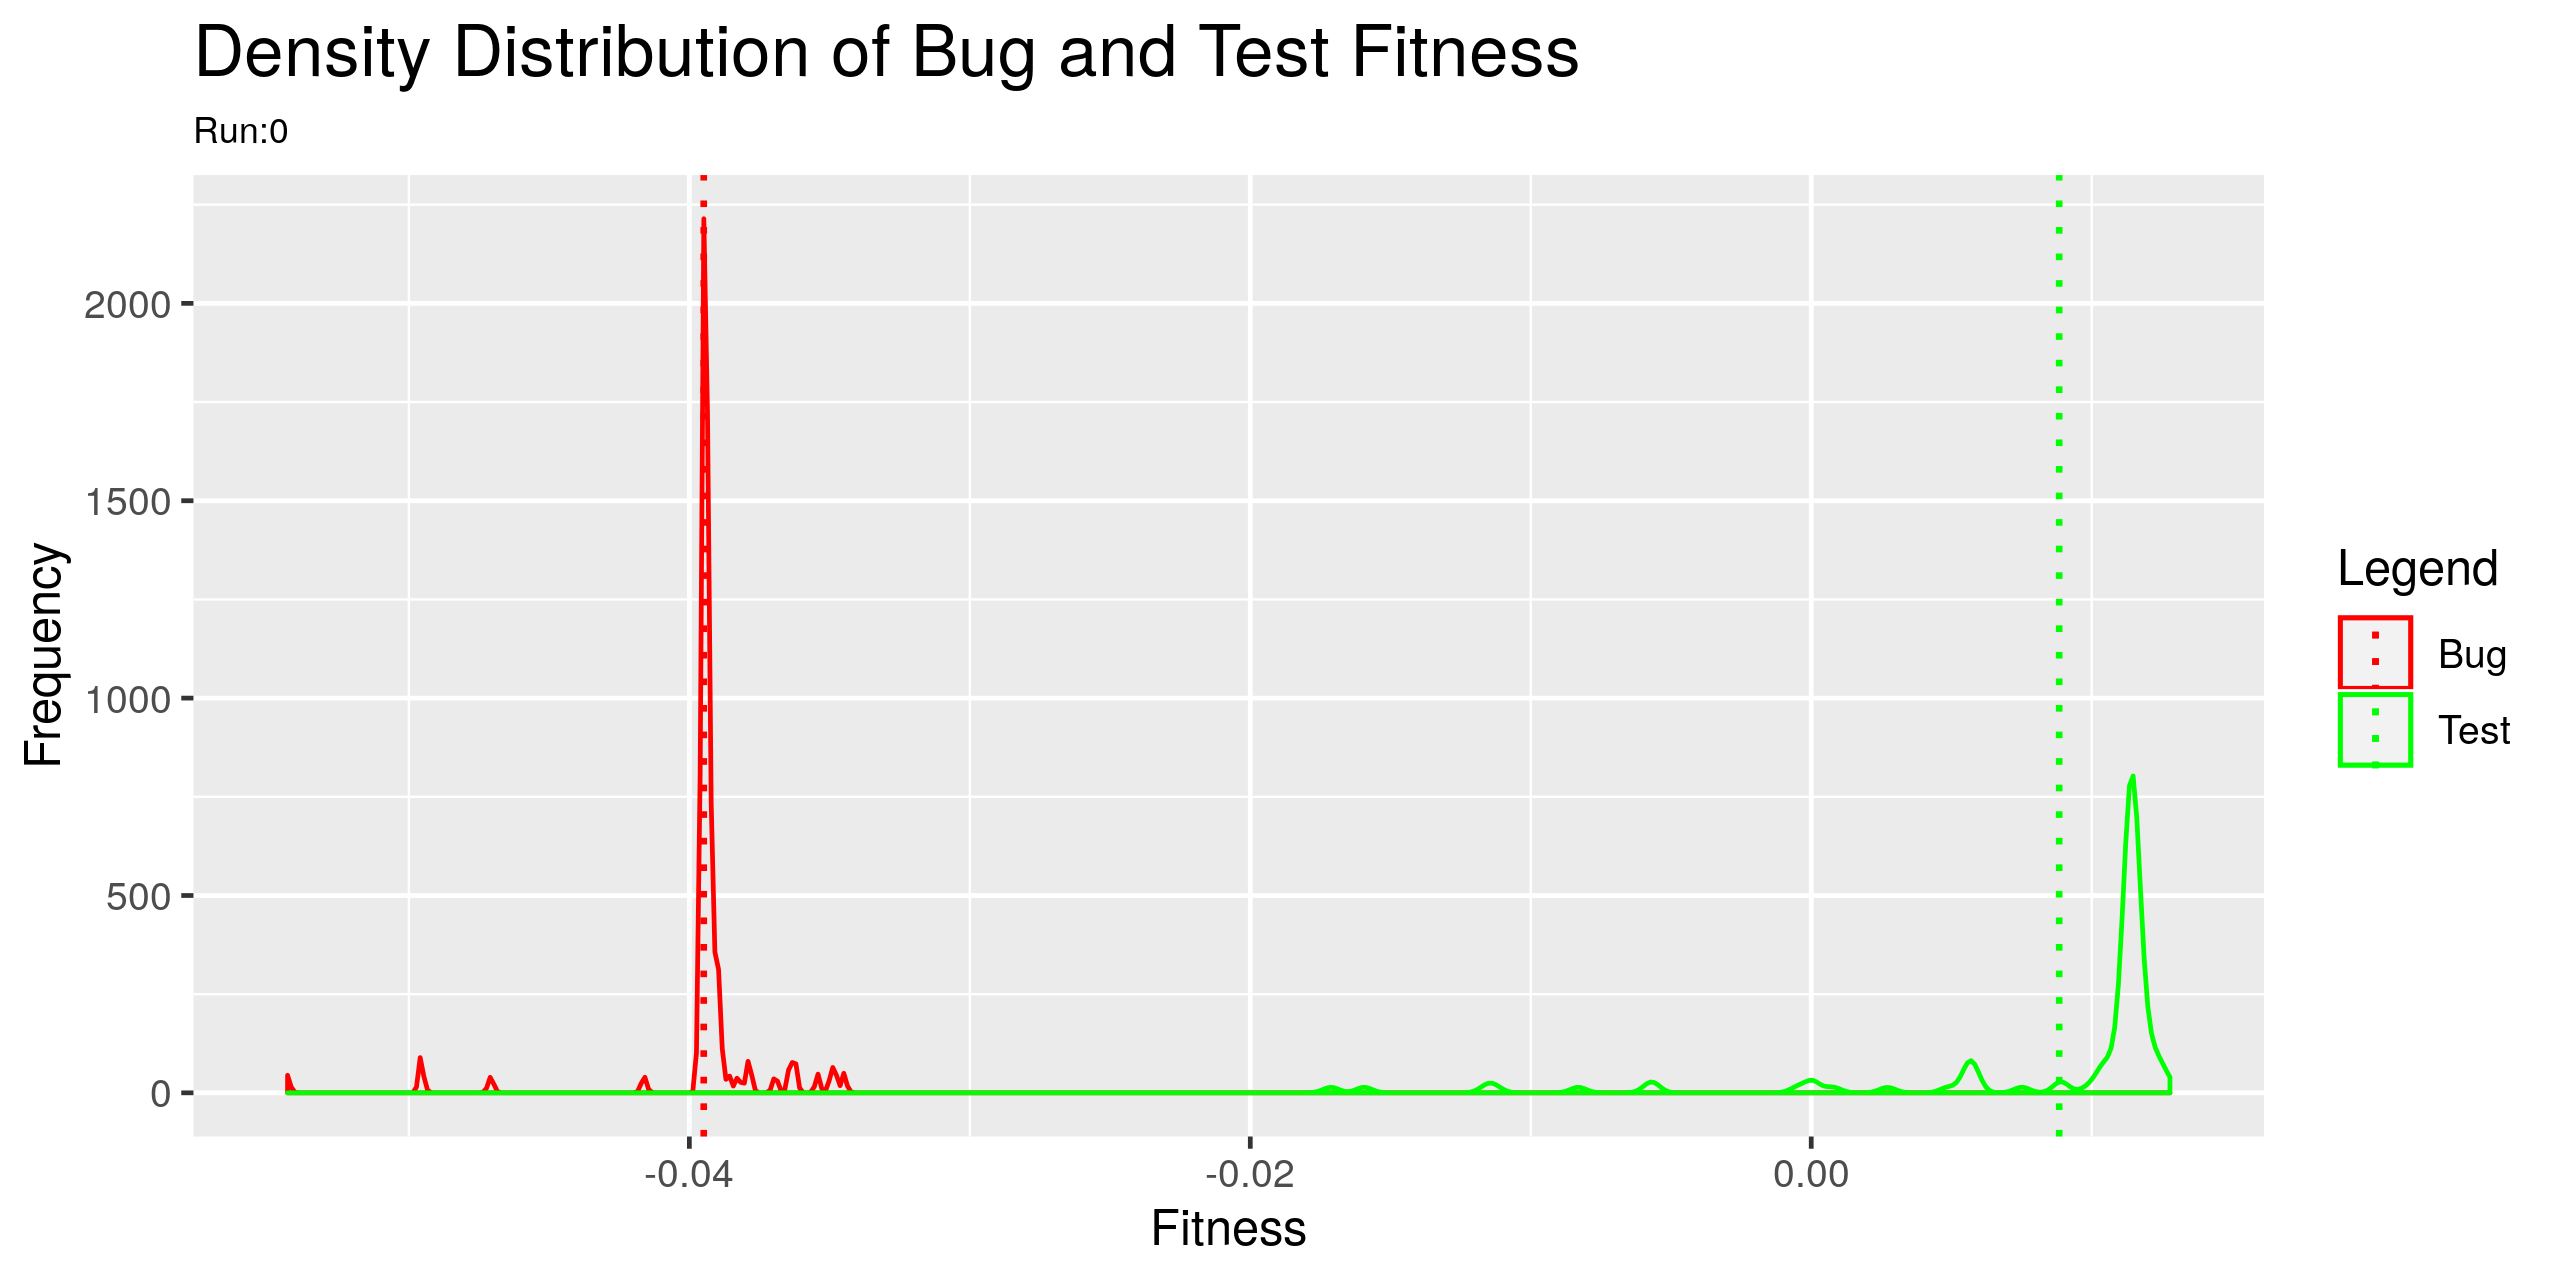 Density Distribution of Bug and Test Fitness
Run:0
2000
1500
1000
500
0
Frequency
-0.04
-0.02
0.00
Fitness
Legend
Bug
Test